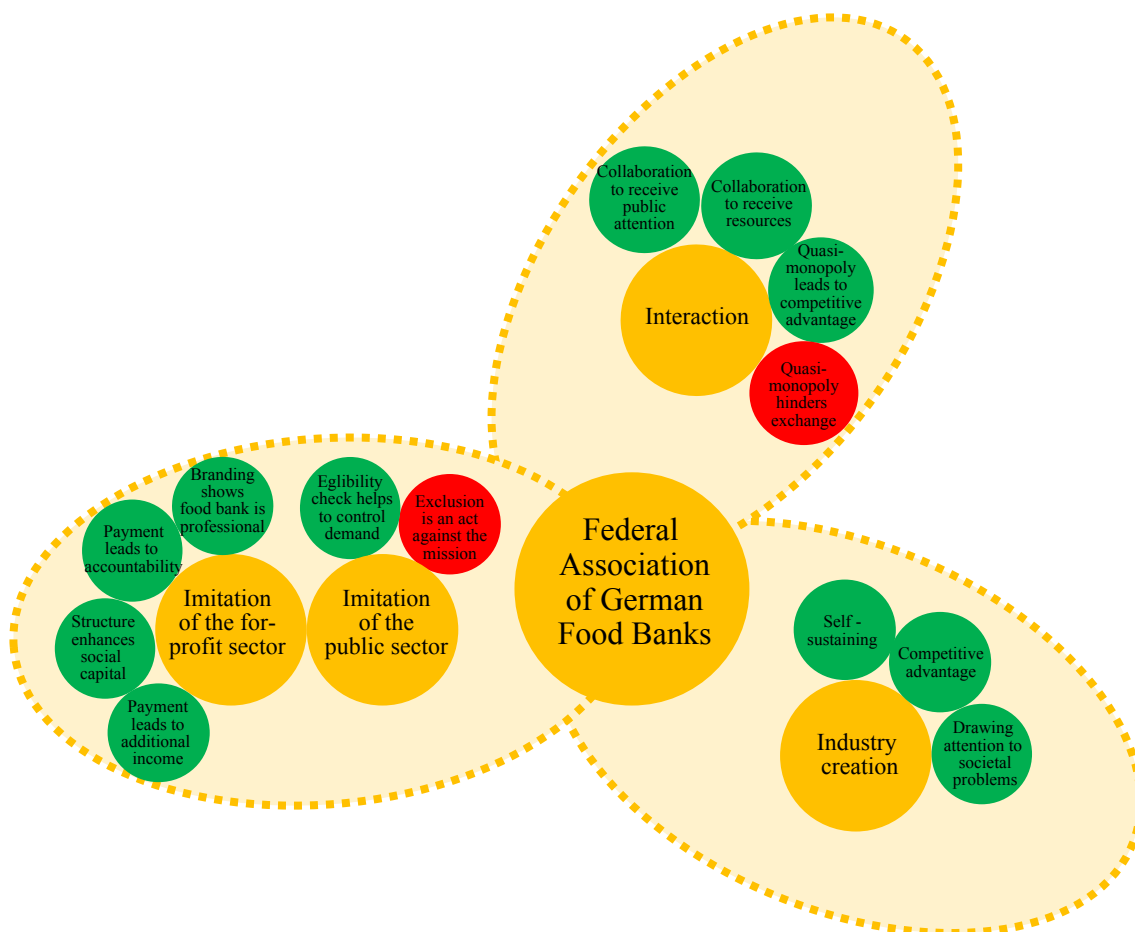 Collaboration
to receive
public
attention
Collaboration
to receive
resources
Quasi-
monopoly
leads to
competitive
advantage
Interaction
Quasi-
monopoly
hinders
exchange
Branding
shows
food bank is
professional
Eglibility
check helps
to control
demand
Exclusion
is an act
against the
mission
Payment
leads to
accountability
Structure
enhances
social
capital
Payment
leads to
additional
income
Imitation
of the for-
profit sector
Imitation
of the
public sector
Federal
Association
of German
Food Banks
Self -
sustaining
Competitive
advantage
Drawing
attention to
societal
problems
Industry
creation